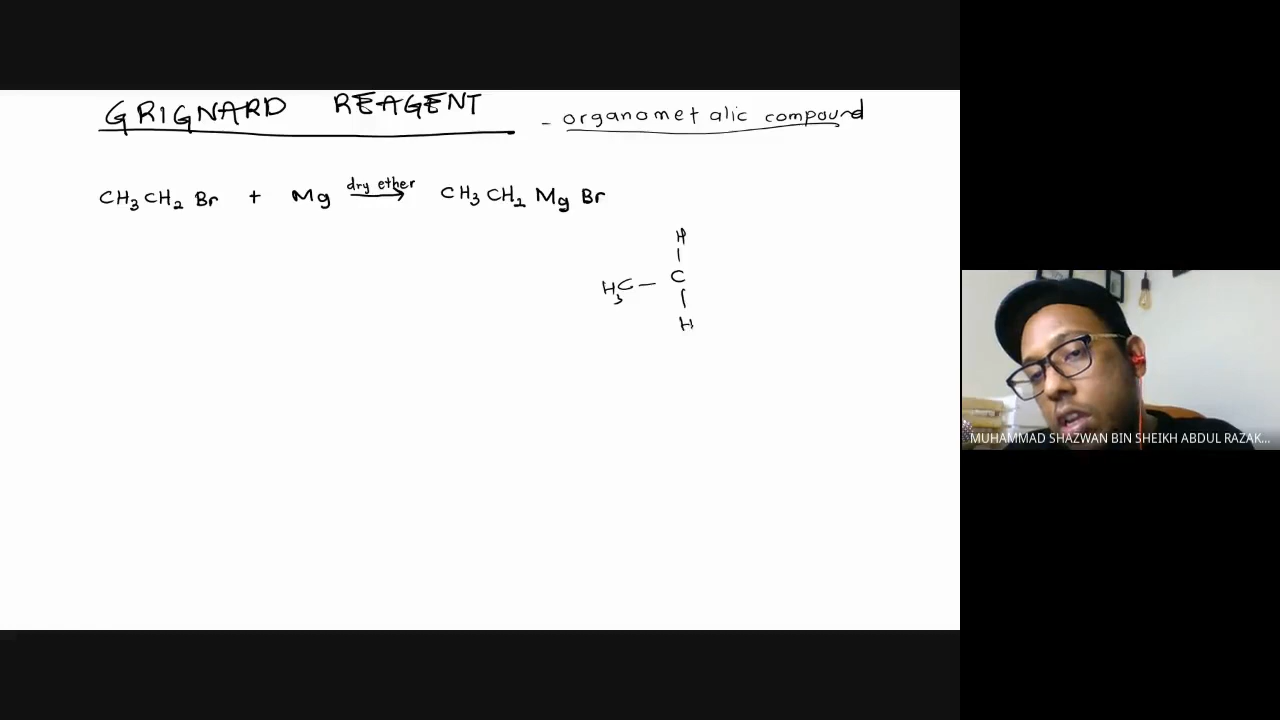 GRIGNARD REAGENT - organometalic compound
CH₃CH₂Br + Mg dry ether → CH₃CH₂MgBr
H
H₃C - C
H
MUHAMMAD SHAZWAN BIN SHEIKH ABDUL RAZAK...